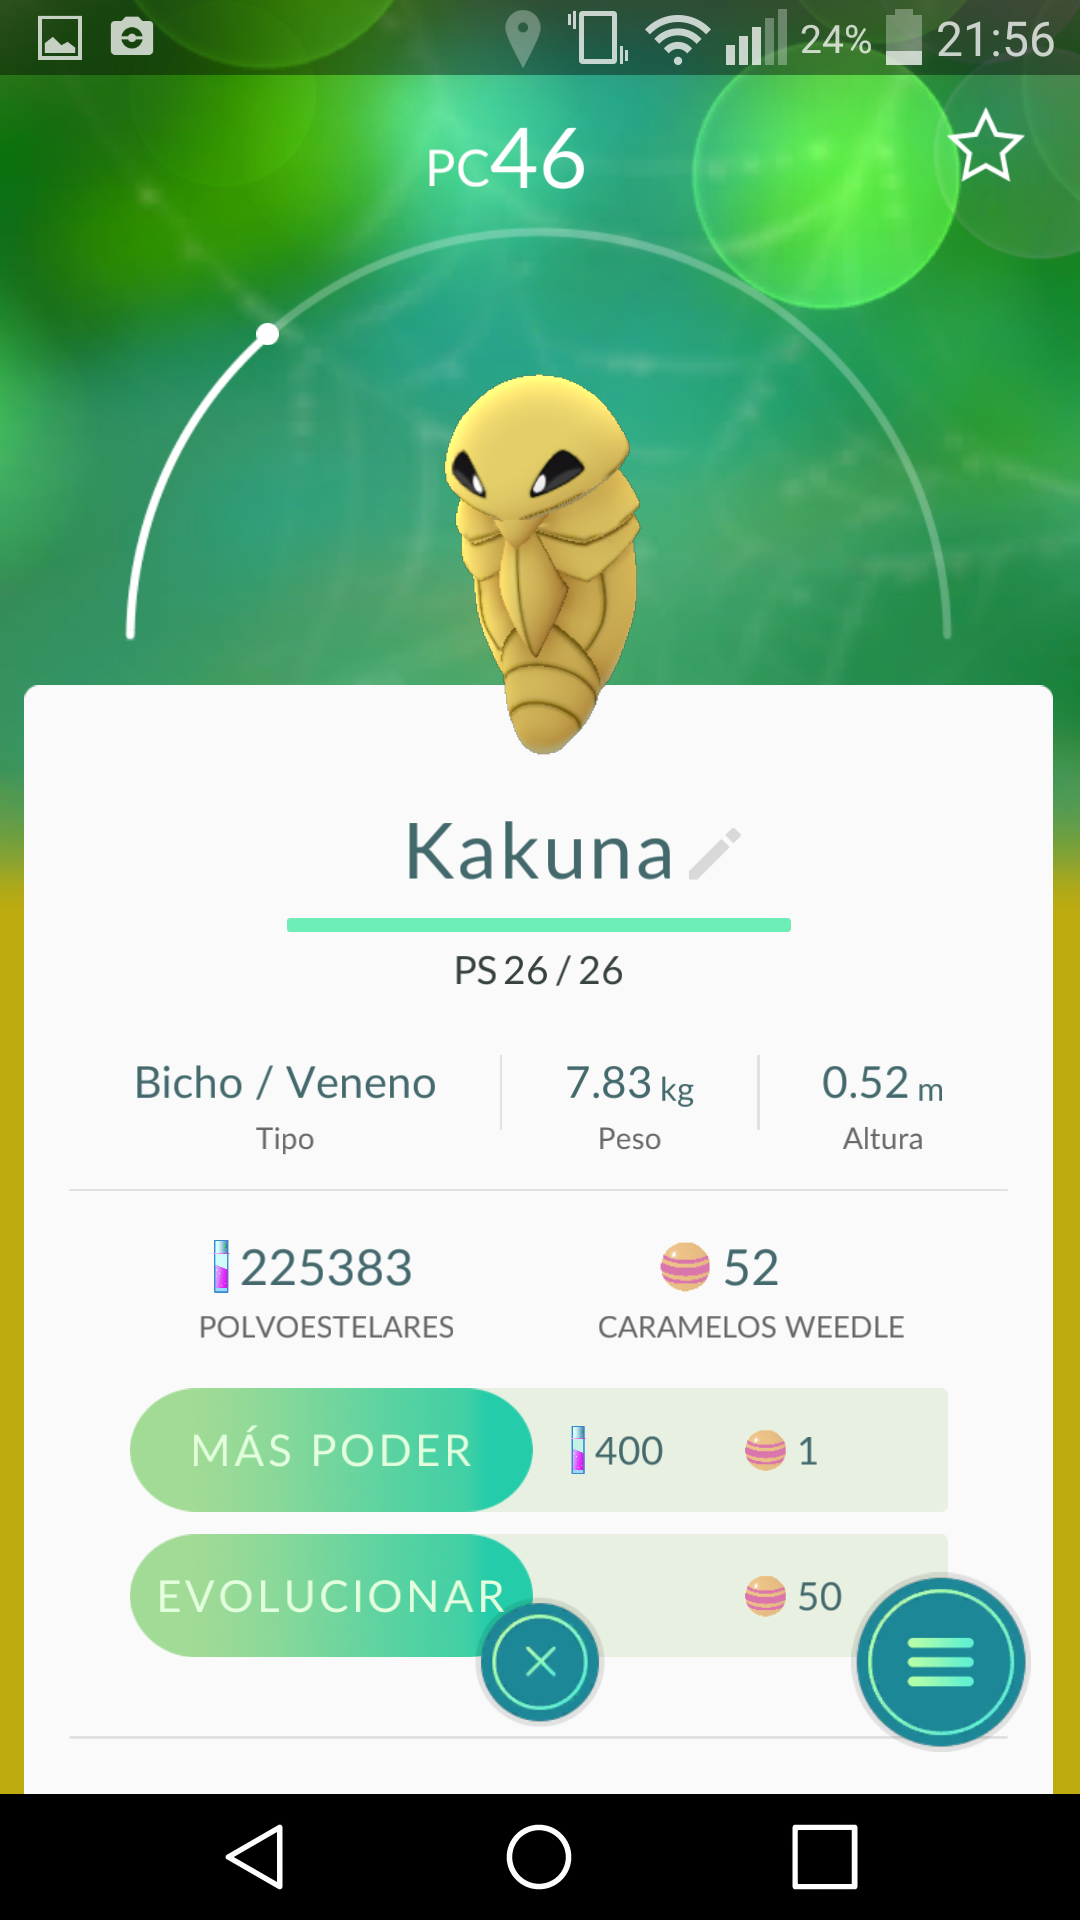 24% 21:56
PC46
Kakuna
PS 26 / 26
Bicho / Veneno 7.83 kg 0.52 m
Tipo Peso Altura
225383 52
POLVOESTELARES CARAMELOS WEEDLE
MÁS PODER 400 1
EVOLUCIONAR 50